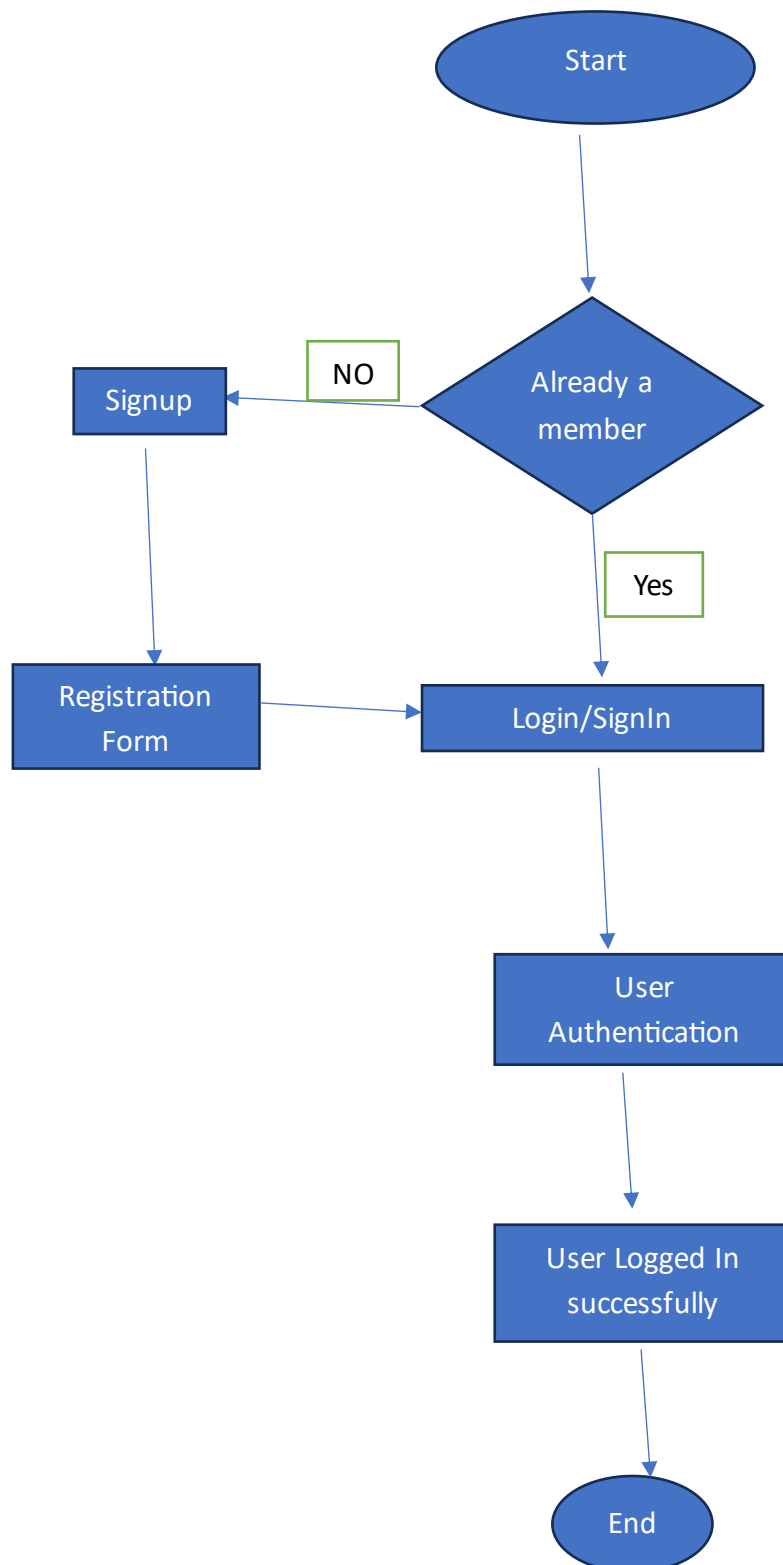 Start
NO
Signup
Already a
member
Yes
Registration
Form
Login/SignIn
User
Authentication
User Logged In
successfully
End